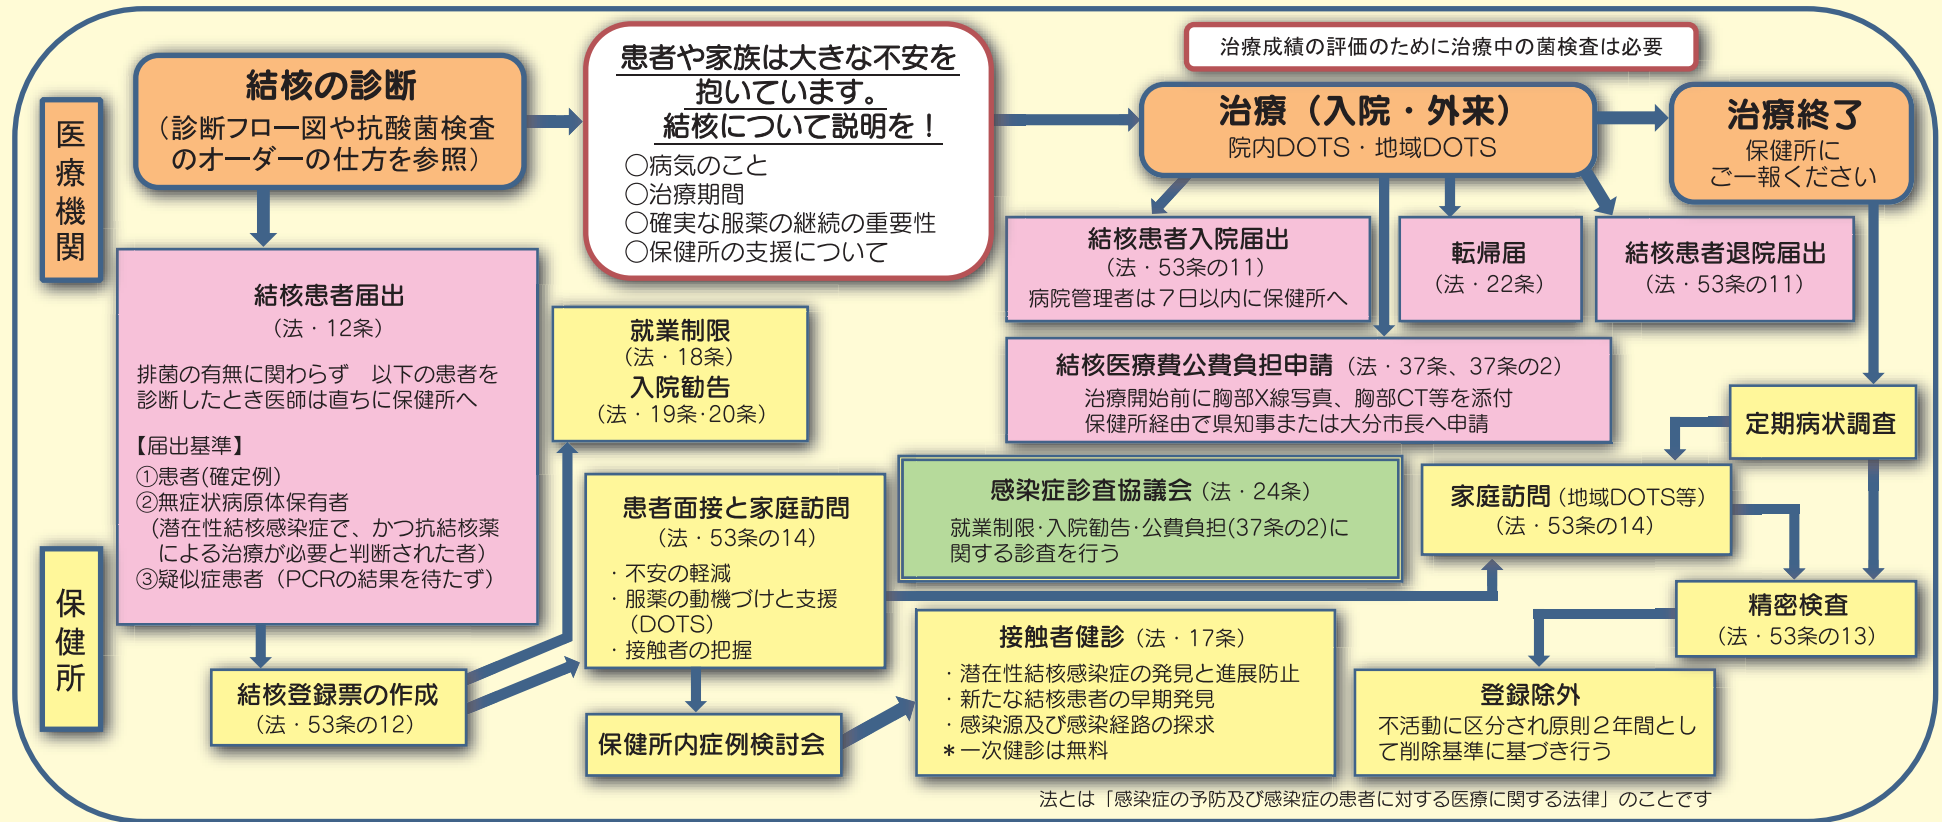 医療機関
結核の診断
（診断フロー図や抗酸菌検査
のオーダーの仕方を参照）
患者や家族は大きな不安を
抱いています。
結核について説明を！
○病気のこと
○治療期間
○確実な服薬の継続の重要性
○保健所の支援について
治療成績の評価のために治療中の菌検査は必要
治療（入院・外来）
院内DOTS・地域DOTS
治療終了
保健所に
ご一報ください
結核患者届出
（法・12条）
排菌の有無に関わらず　以下の患者を
診断したとき医師は直ちに保健所へ
【届出基準】
①患者(確定例)
②無症状病原体保有者
(潜在性結核感染症で、かつ抗結核薬
による治療が必要と判断された者)
③疑似症患者（PCRの結果を待たず）
就業制限
（法・18条）
入院勧告
（法・19条･20条）
結核患者入院届出
（法・53条の11）
病院管理者は７日以内に保健所へ
転帰届
（法・22条）
結核患者退院届出
（法・53条の11）
結核医療費公費負担申請（法・37条、37条の2）
治療開始前に胸部X線写真、胸部CT等を添付
保健所経由で県知事または大分市長へ申請
定期病状調査
保健所
結核登録票の作成
（法・53条の12）
患者面接と家庭訪問
（法・53条の14）
・不安の軽減
・服薬の動機づけと支援
（DOTS）
・接触者の把握
保健所内症例検討会
感染症診査協議会（法・24条）
就業制限･入院勧告･公費負担(37条の2)に
関する診査を行う
家庭訪問（地域DOTS等）
（法・53条の14）
接触者健診（法・17条）
・潜在性結核感染症の発見と進展防止
・新たな結核患者の早期発見
・感染源及び感染経路の探求
＊一次健診は無料
精密検査
（法・53条の13）
登録除外
不活動に区分され原則２年間とし
て削除基準に基づき行う
法とは「感染症の予防及び感染症の患者に対する医療に関する法律」のことです